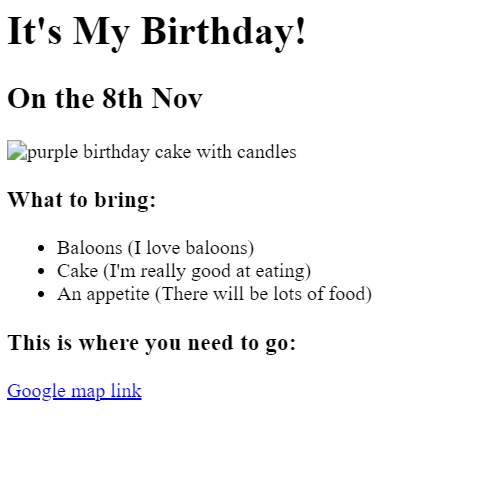 It's My Birthday!
On the 8th Nov
purple birthday cake with candles
What to bring:
Baloons (I love baloons)
Cake (I'm really good at eating)
An appetite (There will be lots of food)
This is where you need to go:
Google map link